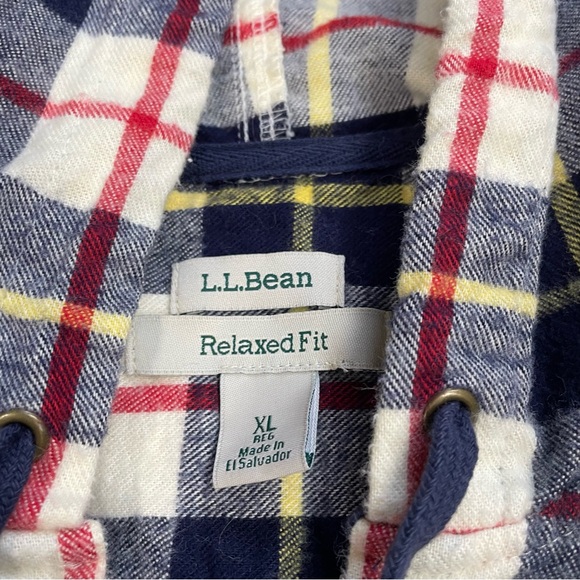 L.L.Bean
Relaxed Fit
XL
REG
Made In
El Salvador